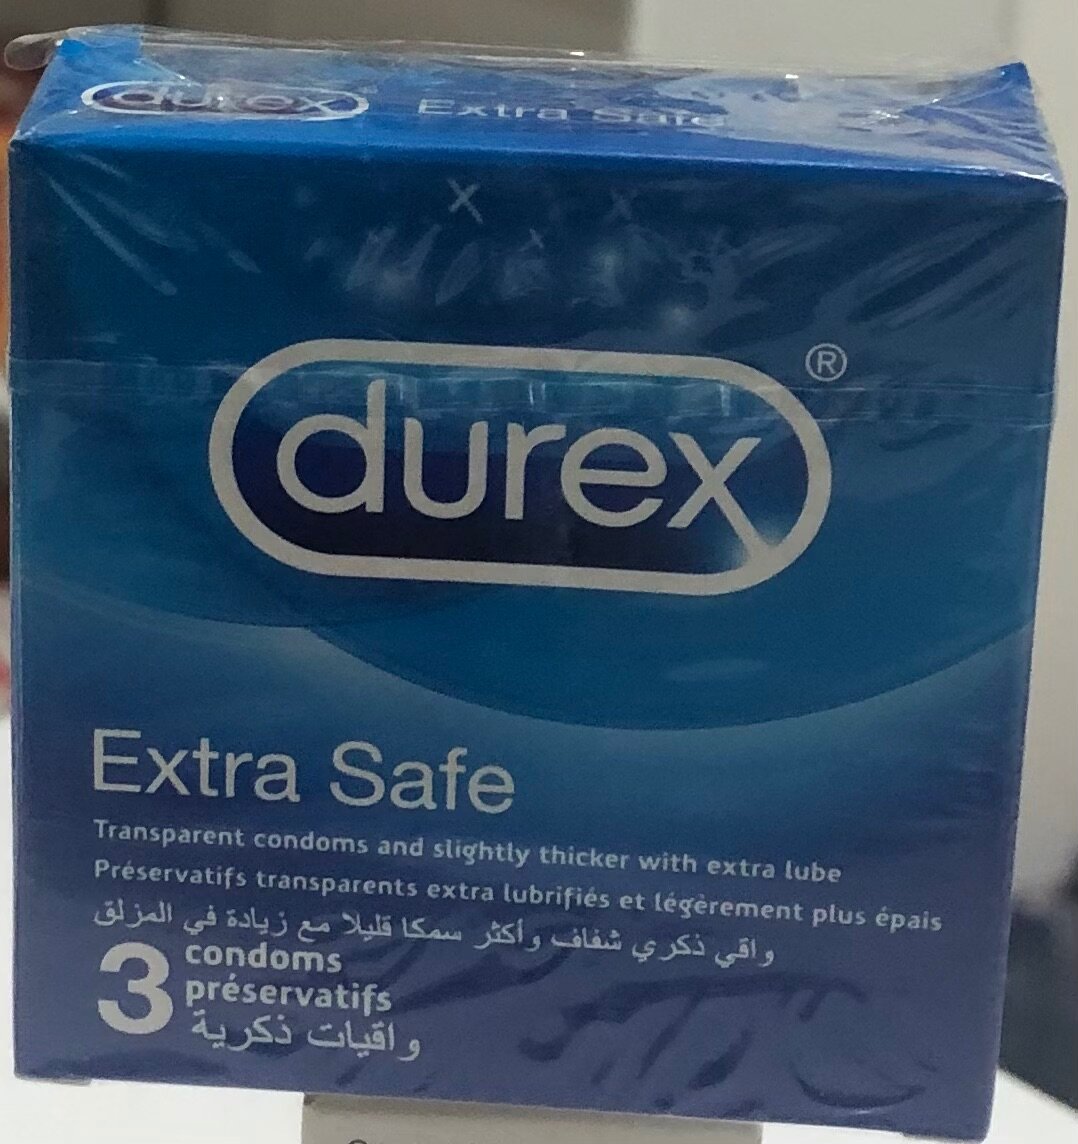 durex Extra Safe
durex®
Extra Safe
Transparent condoms and slightly thicker with extra lube
Préservatifs transparents extra lubrifiés et légèrement plus épais
واقي ذكري شفاف وأكثر سمكا قليلا مع زيادة في المزلق
3 condoms
préservatifs
واقيات ذكرية